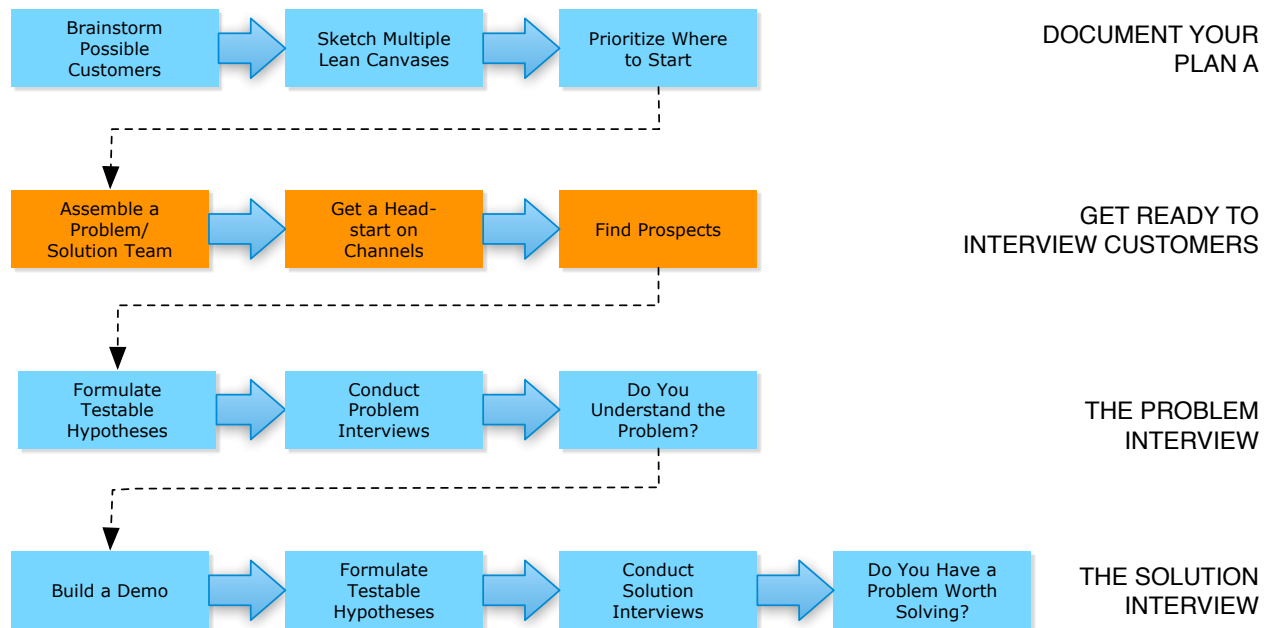 Brainstorm
Possible
Customers
Sketch Multiple
Lean Canvases
Prioritize Where
to Start
DOCUMENT YOUR
PLAN A
Assemble a
Problem/
Solution Team
Get a Head-
start on
Channels
Find Prospects
GET READY TO
INTERVIEW CUSTOMERS
Formulate
Testable
Hypotheses
Conduct
Problem
Interviews
Do You
Understand the
Problem?
THE PROBLEM
INTERVIEW
Build a Demo
Formulate
Testable
Hypotheses
Conduct
Solution
Interviews
Do You Have a
Problem Worth
Solving?
THE SOLUTION
INTERVIEW